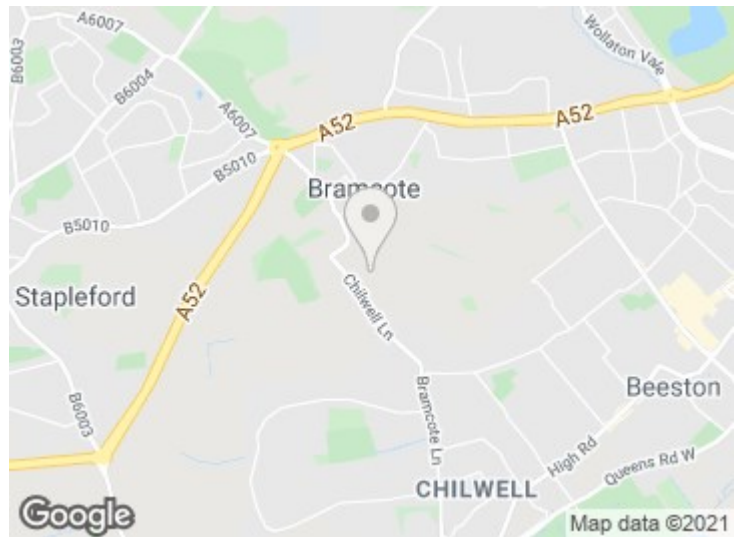 A6007
Wollaton Vale
B6003
B6004
A6007
A52
A52
B5010
Bramcote
B5010
Stapleford
A52
Chilwell Ln
Bramcote Ln
Beeston
B6003
High Rd
Queens Rd W
CHILWELL
Google
Map data ©2021